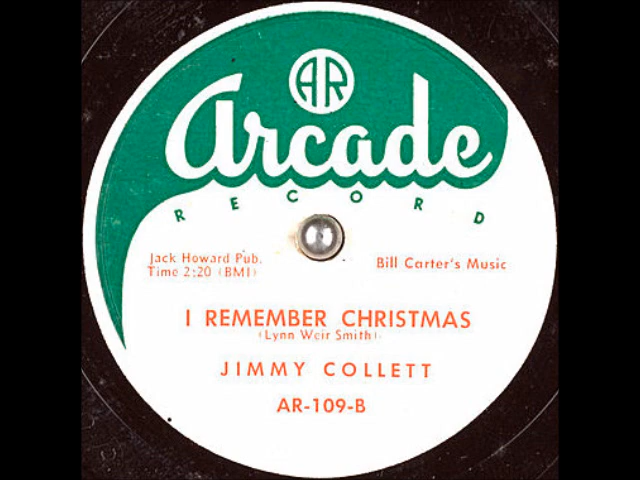 AR
Arcade
RECORD
Jack Howard Pub.
Time 2:20 (BMI)
Bill Carter's Music
I REMEMBER CHRISTMAS
(Lynn Weir Smith)
JIMMY COLLETT
AR-109-B